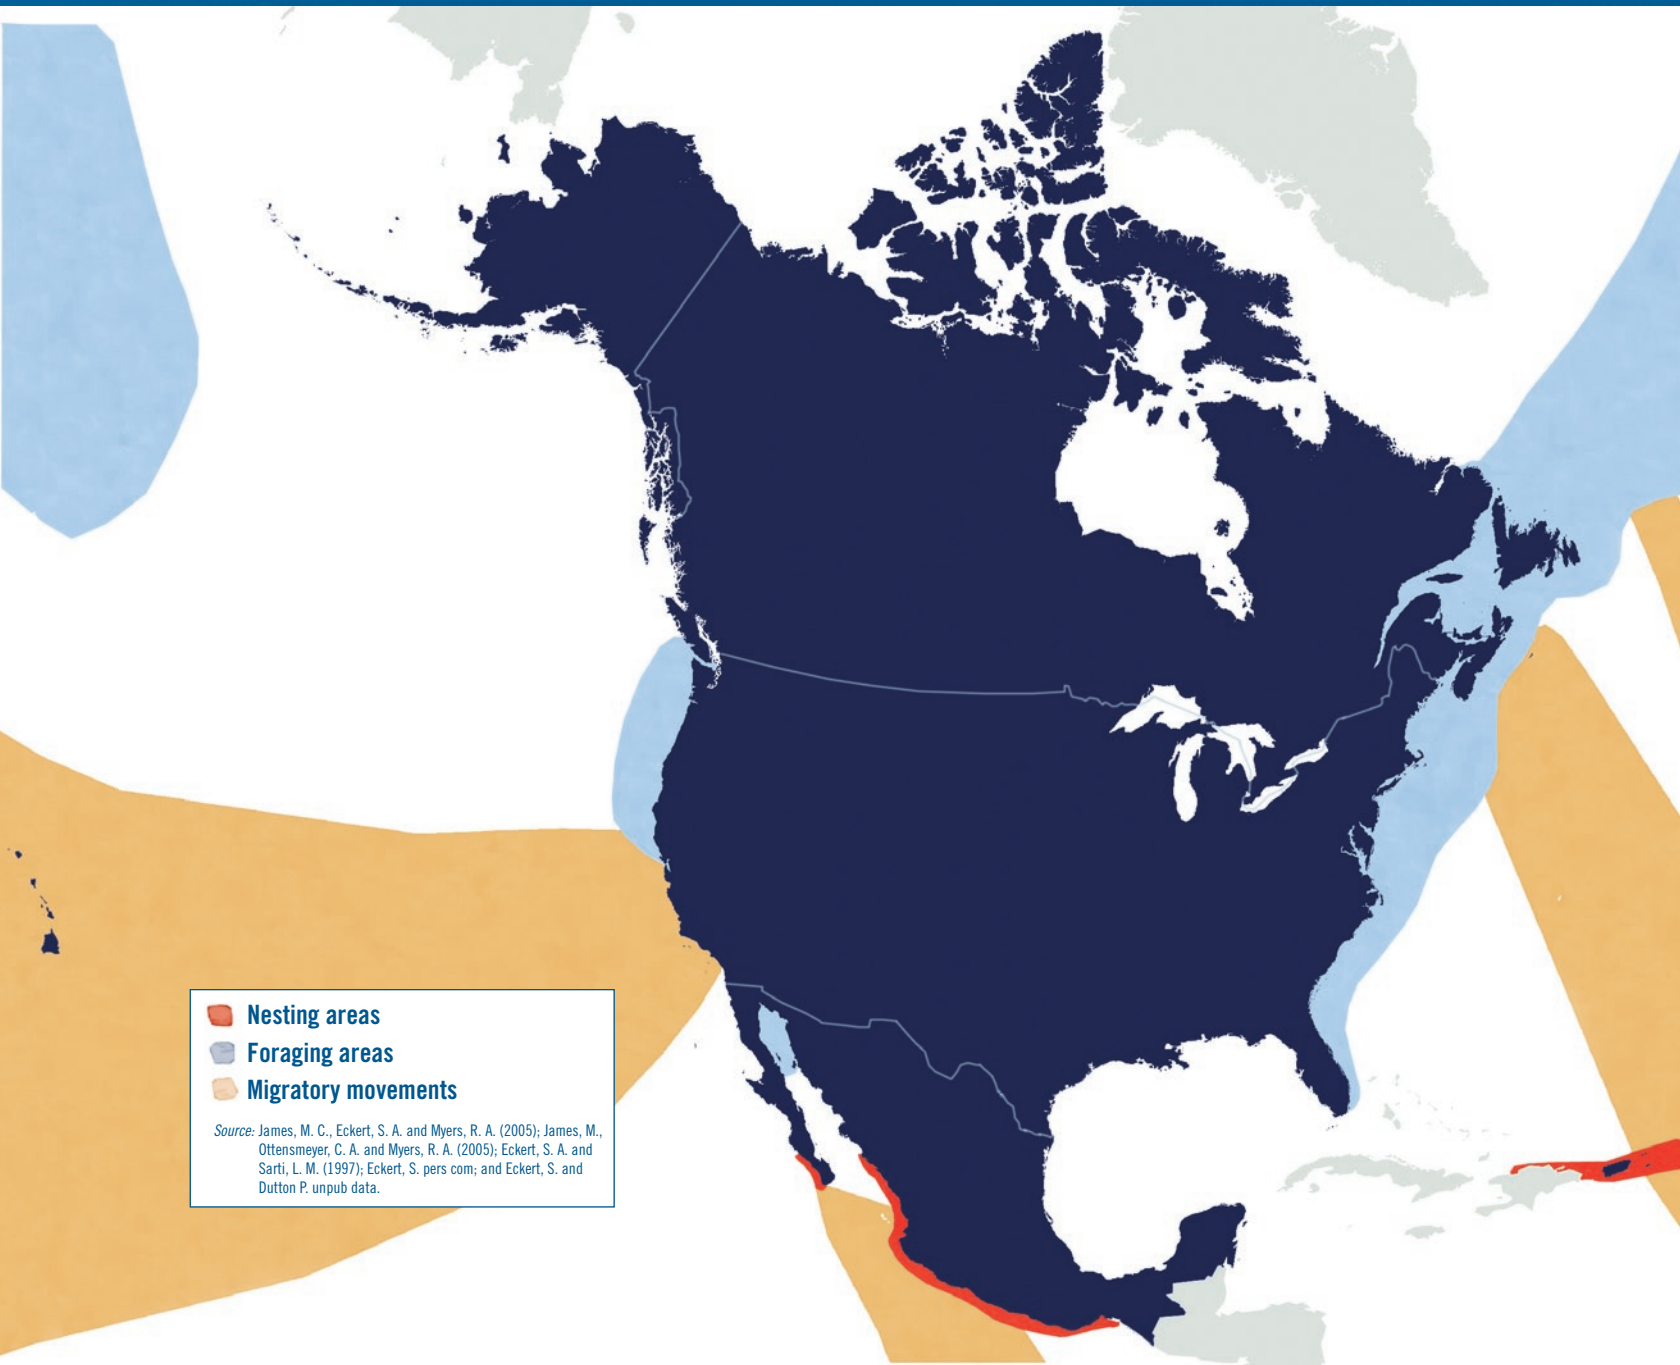 Nesting areas
Foraging areas
Migratory movements
Source: James, M. C., Eckert, S. A. and Myers, R. A. (2005); James, M.,
Ottensmeyer, C. A. and Myers, R. A. (2005); Eckert, S. A. and
Sarti, L. M. (1997); Eckert, S. pers com; and Eckert, S. and
Dutton P. unpub data.